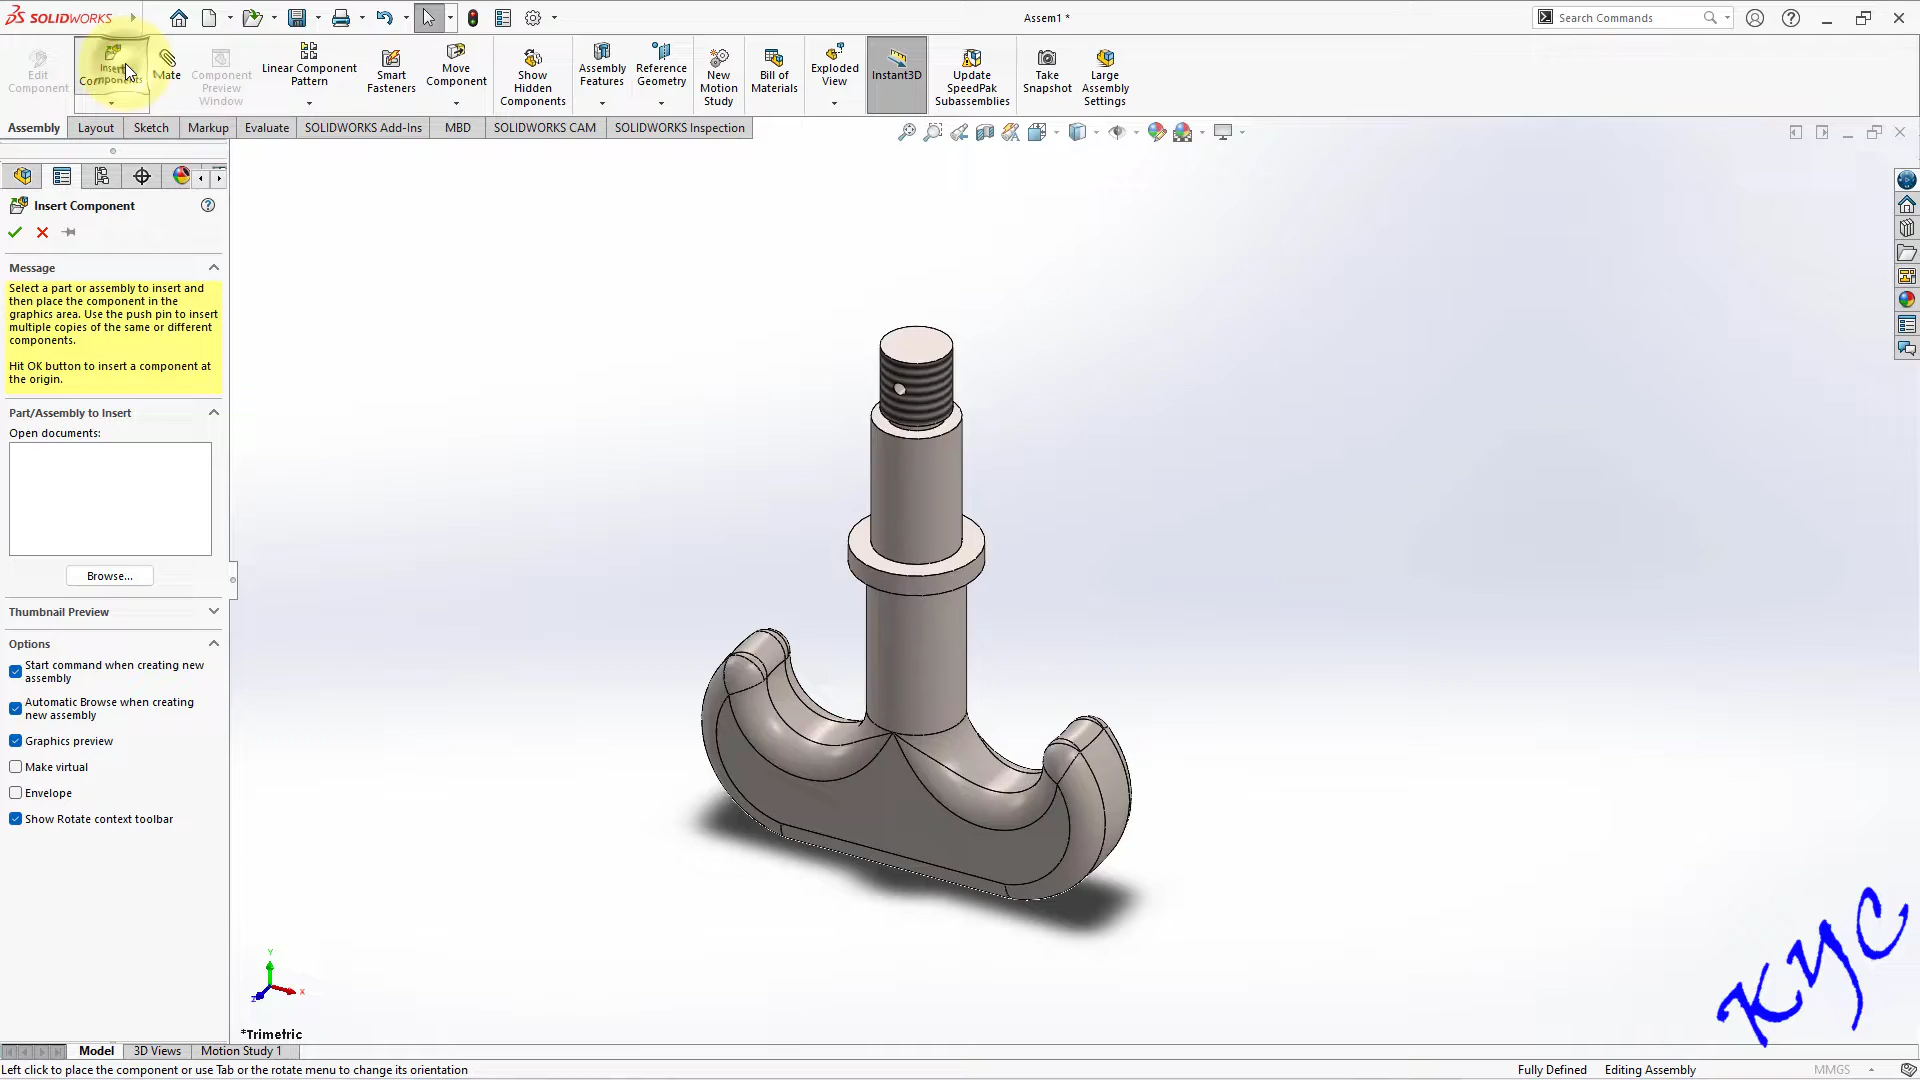 SOLIDWORKS
Assem1 *
Search Commands
Edit
Component
Insert
Components
Mate
Component
Preview
Window
Linear Component
Pattern
Smart
Fasteners
Move
Component
Show
Hidden
Components
Assembly
Features
Reference
Geometry
New
Motion
Study
Bill of
Materials
Exploded
View
Instant3D
Update
SpeedPak
Subassemblies
Take
Snapshot
Large
Assembly
Settings
Assembly Layout Sketch Markup Evaluate SOLIDWORKS Add-Ins MBD SOLIDWORKS CAM SOLIDWORKS Inspection
Insert Component
Message
Select a part or assembly to insert and
then place the component in the
graphics area. Use the push pin to insert
multiple copies of the same or different
components.
Hit OK button to insert a component at
the origin.
Part/Assembly to Insert
Open documents:
Browse...
Thumbnail Preview
Options
Start command when creating new
assembly
Automatic Browse when creating
new assembly
Graphics preview
Make virtual
Envelope
Show Rotate context toolbar
Y
X
Z
*Trimetric
KYC
Model 3D Views Motion Study 1
Left click to place the component or use Tab or the rotate menu to change its orientation
Fully Defined Editing Assembly MMGS